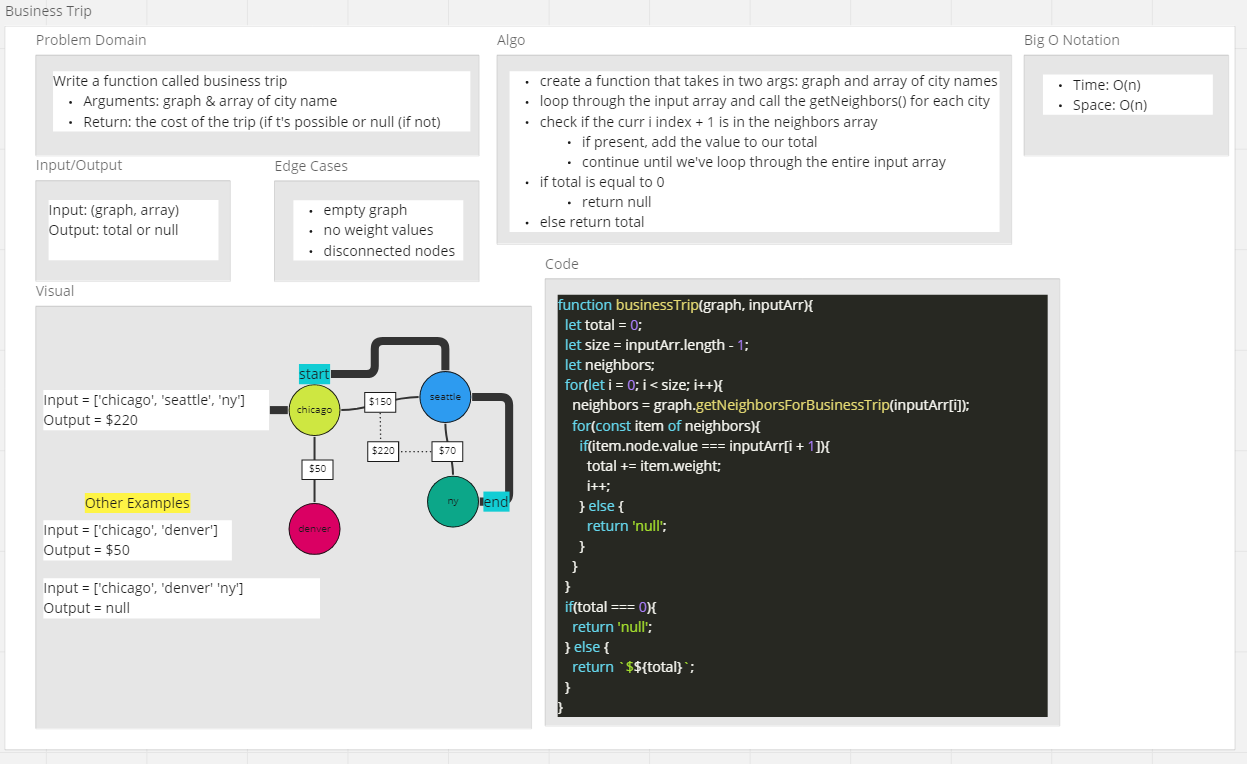 Business Trip
Problem Domain
Write a function called business trip
• Arguments: graph & array of city name
• Return: the cost of the trip (if t's possible or null (if not)
Input/Output
Input: (graph, array)
Output: total or null
Edge Cases
• empty graph
• no weight values
• disconnected nodes
Algo
• create a function that takes in two args: graph and array of city names
• loop through the input array and call the getNeighbors() for each city
• check if the curr i index + 1 is in the neighbors array
• if present, add the value to our total
• continue until we've loop through the entire input array
• if total is equal to 0
• return null
• else return total
Big O Notation
• Time: O(n)
• Space: O(n)
Visual
start
chicago
$150
seattle
Input = ['chicago', 'seattle', 'ny']
Output = $220
$220
$70
$50
ny
end
denver
Other Examples
Input = ['chicago', 'denver']
Output = $50
Input = ['chicago', 'denver' 'ny']
Output = null
Code
function businessTrip(graph, inputArr){
let total = 0;
let size = inputArr.length - 1;
let neighbors;
for(let i = 0; i < size; i++){
neighbors = graph.getNeighborsForBusinessTrip(inputArr[i]);
for(const item of neighbors){
if(item.node.value === inputArr[i + 1]){
total += item.weight;
i++;
} else {
return 'null';
}
}
}
if(total === 0){
return 'null';
} else {
return `$${total}`;
}
}